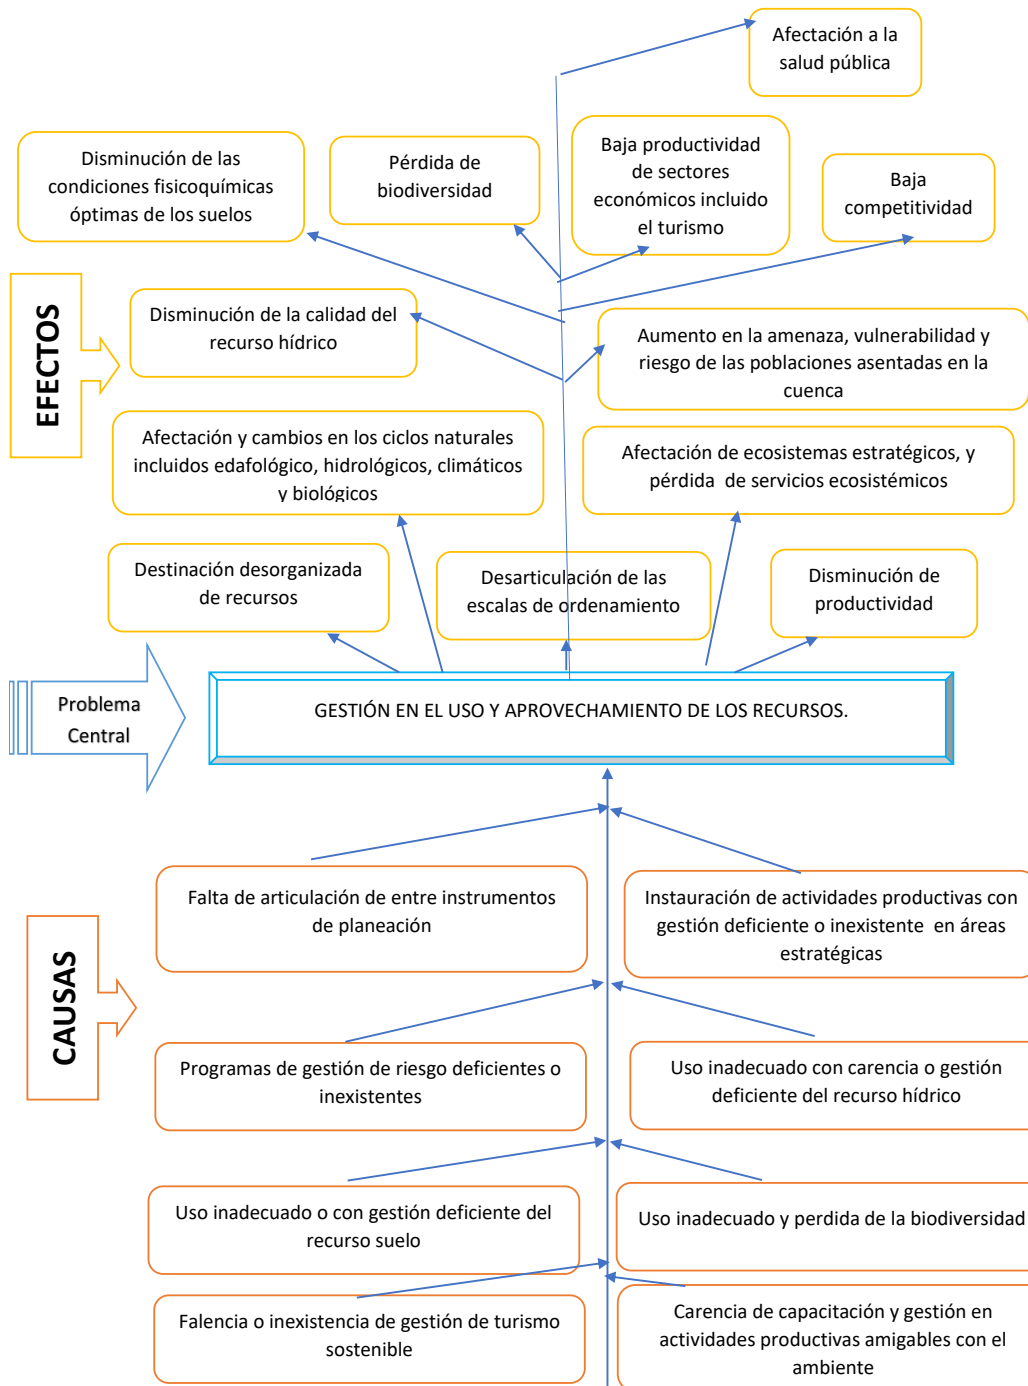 Afectación a la
salud pública
Disminución de las
condiciones fisicoquímicas
óptimas de los suelos
Pérdida de
biodiversidad
Baja productividad
de sectores
económicos incluido
el turismo
Baja
competitividad
EFECTOS
Disminución de la calidad del
recurso hídrico
Aumento en la amenaza, vulnerabilidad y
riesgo de las poblaciones asentadas en la
cuenca
Afectación y cambios en los ciclos naturales
incluidos edafológico, hidrológicos, climáticos
y biológicos
Afectación de ecosistemas estratégicos, y
pérdida de servicios ecosistémicos
Destinación desorganizada
de recursos
Desarticulación de las
escalas de ordenamiento
Disminución de
productividad
Problema
Central
GESTIÓN EN EL USO Y APROVECHAMIENTO DE LOS RECURSOS.
Falta de articulación de entre instrumentos
de planeación
Instauración de actividades productivas con
gestión deficiente o inexistente en áreas
estratégicas
CAUSAS
Programas de gestión de riesgo deficientes o
inexistentes
Uso inadecuado con carencia o gestión
deficiente del recurso hídrico
Uso inadecuado o con gestión deficiente del
recurso suelo
Uso inadecuado y perdida de la biodiversidad
Falencia o inexistencia de gestión de turismo
sostenible
Carencia de capacitación y gestión en
actividades productivas amigables con el
ambiente